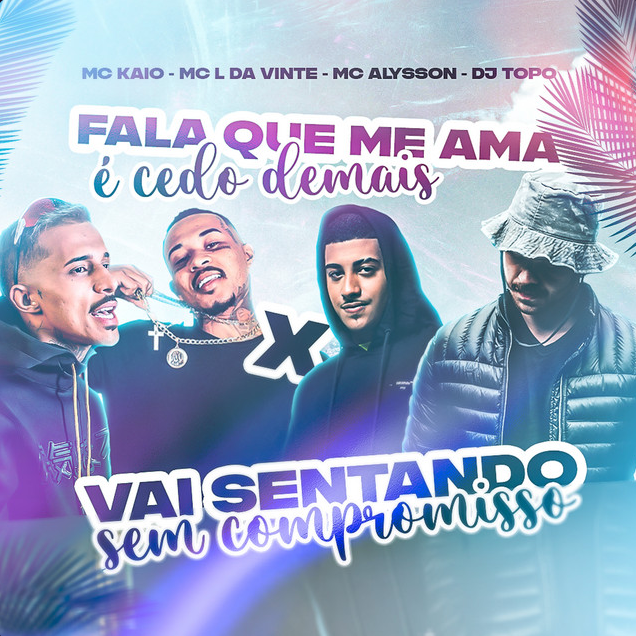 MC KAIO - MC L DA VINTE - MC ALYSSON - DJ TOPO
FALA QUE ME AMA
é cedo demais
X
VAI SENTANDO
sem compromisso